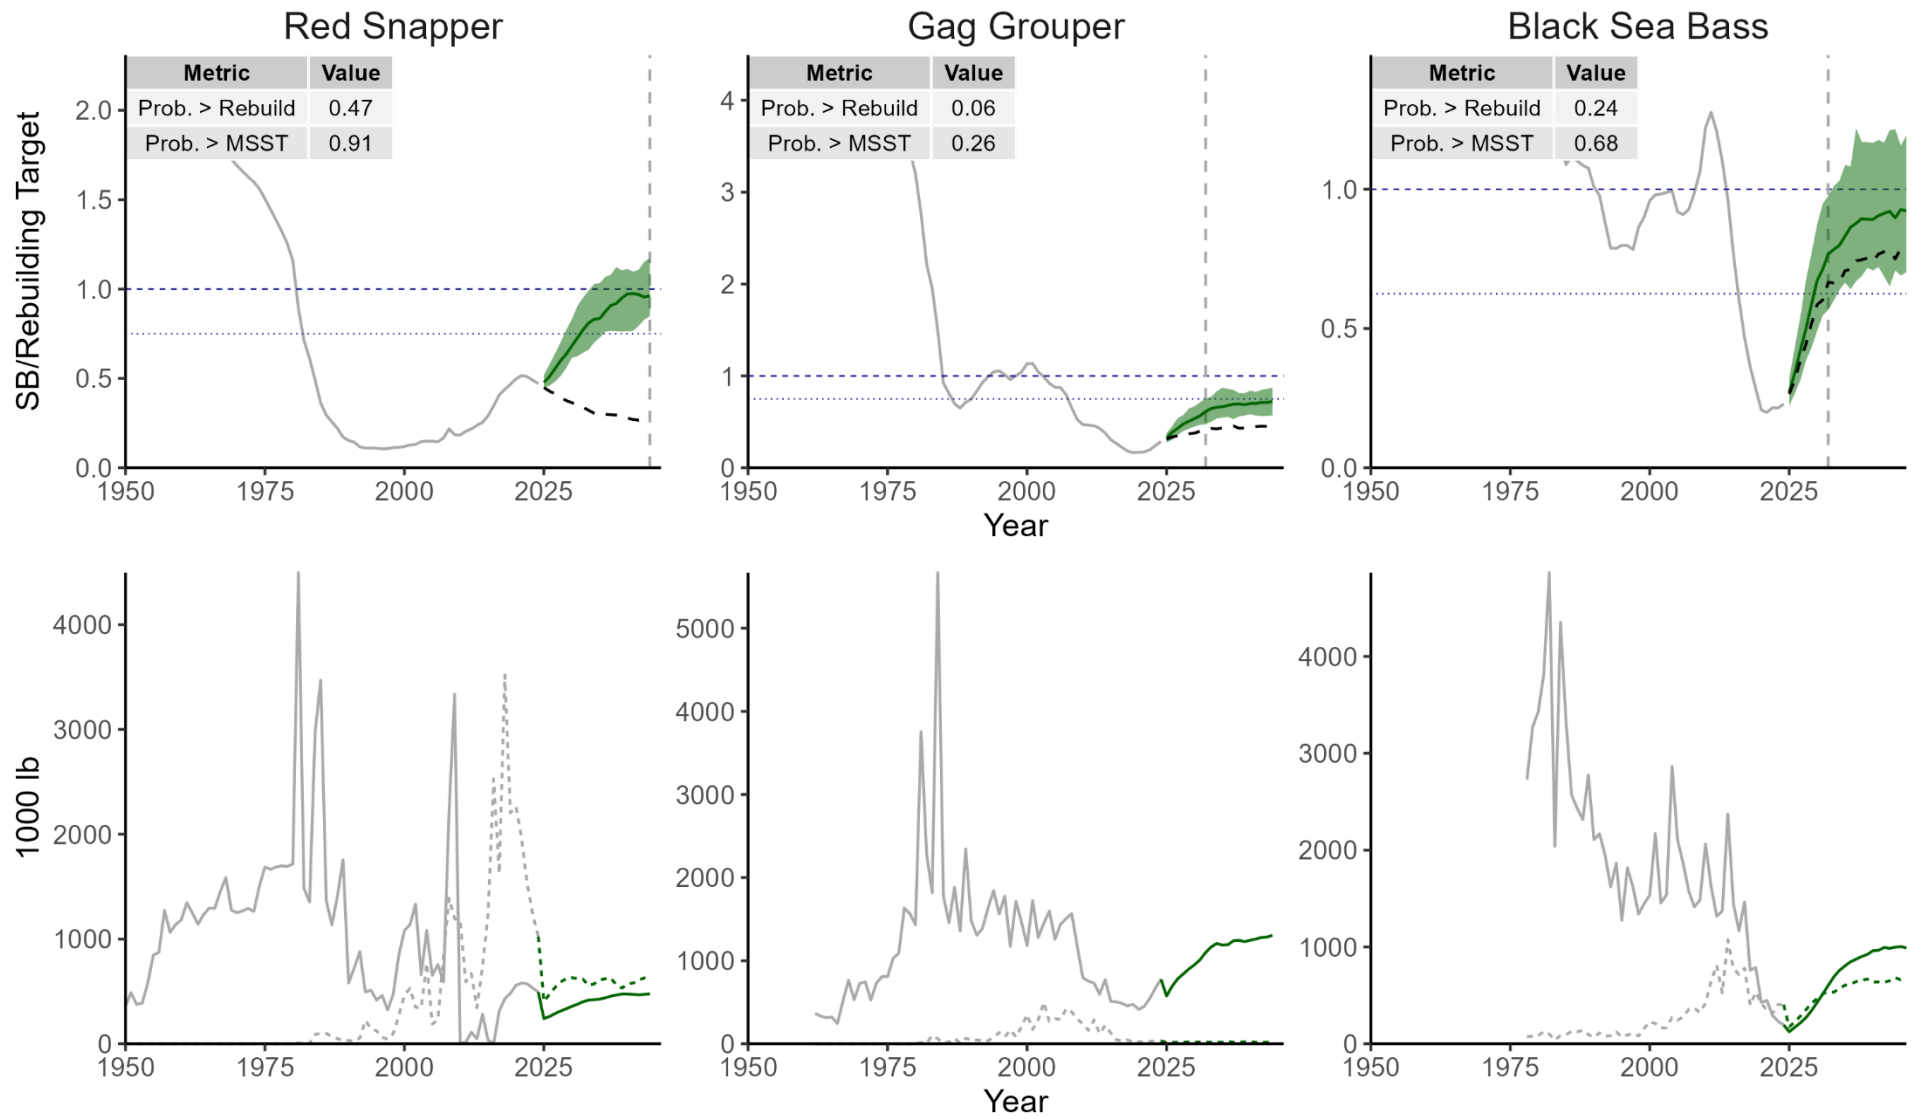 Red Snapper
Gag Grouper
Black Sea Bass
SB/Rebuilding Target
2.0
1.5
1.0
0.5
0.0
Metric Value
Prob. > Rebuild 0.47
Prob. > MSST 0.91
1950 1975 2000 2025
4
3
2
1
0
Metric Value
Prob. > Rebuild 0.06
Prob. > MSST 0.26
1950 1975 2000 2025
Year
1.0
0.5
0.0
Metric Value
Prob. > Rebuild 0.24
Prob. > MSST 0.68
1950 1975 2000 2025
1000 lb
4000
3000
2000
1000
0
1950 1975 2000 2025
5000
4000
3000
2000
1000
0
1950 1975 2000 2025
Year
4000
3000
2000
1000
0
1950 1975 2000 2025